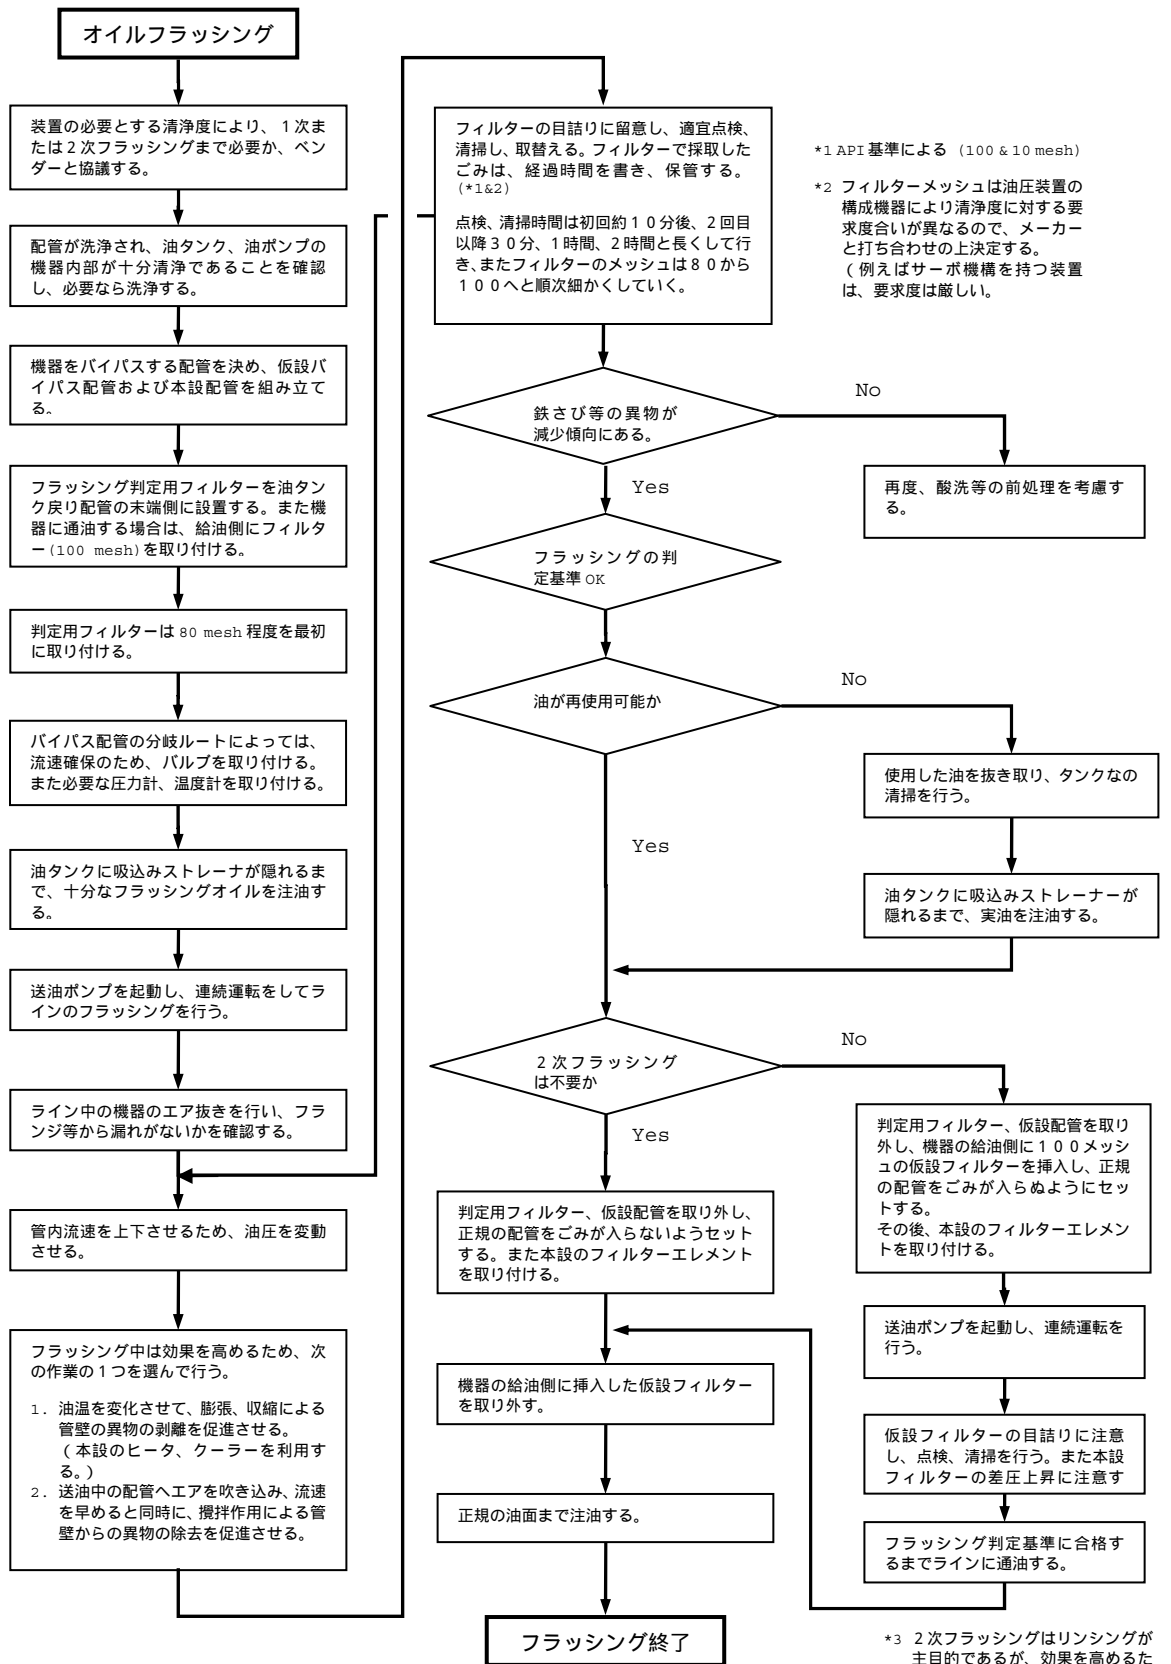 オイルフラッシング
装置の必要とする清浄度により、１次ま
たは２次フラッシングまで必要か、ベン
ダーと協議する。
配管が洗浄され、油タンク、油ポンプの
機器内部が十分清浄であることを確認
し、必要なら洗浄する。
機器をバイパスする配管を決め、仮設バ
イパス配管および本設配管を組み立て
る。
フラッシング判定用フィルターを油タン
ク戻り配管の末端側に設置する。また機
器に通油する場合は、給油側にフィルタ
ー(100 mesh)を取り付ける。
判定用フィルターは 80 mesh 程度を最初
に取り付ける。
バイパス配管の分岐ルートによっては、
流速確保のため、バルブを取り付ける。
また必要な圧力計、温度計を取り付ける。
油タンクに吸込みストレーナが隠れるま
で、十分なフラッシングオイルを注油す
る。
送油ポンプを起動し、連続運転をしてラ
インのフラッシングを行う。
ライン中の機器のエア抜きを行い、フラ
ンジ等から漏れがないかを確認する。
管内流速を上下させるため、油圧を変動
させる。
フラッシング中は効果を高めるため、次
の作業の１つを選んで行う。
1. 油温を変化させて、膨張、収縮による
管壁の異物の剥離を促進させる。
（本設のヒータ、クーラーを利用す
る。）
2. 送油中の配管へエアを吹き込み、流速
を早めると同時に、攪拌作用による管
壁からの異物の除去を促進させる。
フィルターの目詰りに留意し、適宜点検、
清掃し、取替える。フィルターで採取した
ごみは、経過時間を書き、保管する。
(*1&2)
点検、清掃時間は初回約１０分後、２回目
以降３０分、１時間、２時間と長くして行
き、またフィルターのメッシュは８０から
１００へと順次細かくしていく。
*1 API 基準による (100 & 10 mesh)
*2 フィルターメッシュは油圧装置の
構成機器により清浄度に対する要
求度合いが異なるので、メーカー
と打ち合わせの上決定する。
（例えばサーボ機構を持つ装置
は、要求度は厳しい。
鉄さび等の異物が
減少傾向にある。
No
再度、酸洗等の前処理を考慮す
る。
Yes
フラッシングの判
定基準 OK
油が再使用可能か
No
使用した油を抜き取り、タンクなの
清掃を行う。
油タンクに吸込みストレーナーが
隠れるまで、実油を注油する。
Yes
２次フラッシング
は不要か
No
判定用フィルター、仮設配管を取り
外し、機器の給油側に１００メッシ
ュの仮設フィルターを挿入し、正規
の配管をごみが入らぬようにセッ
トする。
その後、本設のフィルターエレメン
トを取り付ける。
送油ポンプを起動し、連続運転を
行う。
仮設フィルターの目詰りに注意
し、点検、清掃を行う。また本設
フィルターの差圧上昇に注意す
フラッシング判定基準に合格す
るまでラインに通油する。
Yes
判定用フィルター、仮設配管を取り外し、
正規の配管をごみが入らないようセット
する。また本設のフィルターエレメント
を取り付ける。
機器の給油側に挿入した仮設フィルター
を取り外す。
正規の油面まで注油する。
フラッシング終了
*3 ２次フラッシングはリンシングが
主目的であるが、効果を高めるた